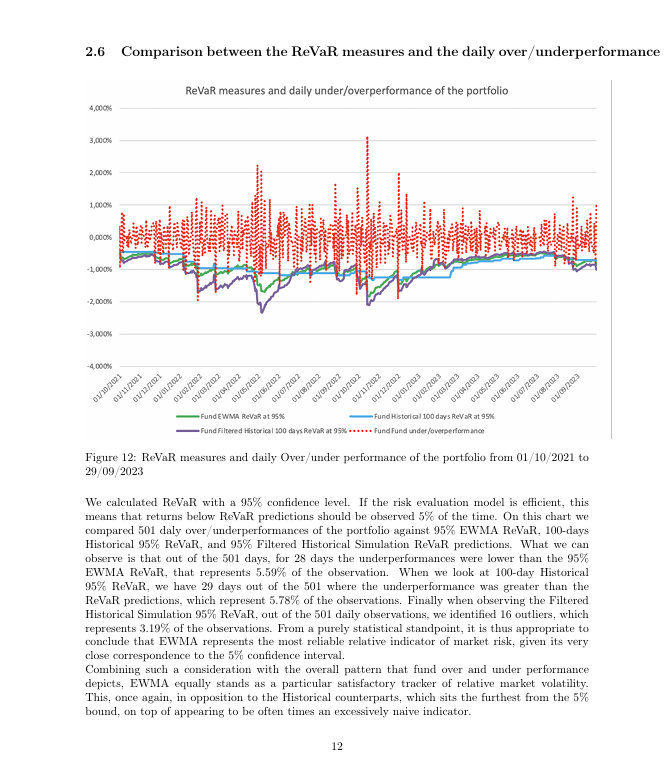 2.6 Comparison between the ReVaR measures and the daily over/underperformance
ReVaR measures and daily under/overperformance of the portfolio
4,000%
3,000%
2,000%
1,000%
0,000%
-1,000%
-2,000%
-3,000%
-4,000%
01/10/2021
01/11/2021
01/12/2021
01/01/2022
01/02/2022
01/03/2022
01/04/2022
01/05/2022
01/06/2022
01/07/2022
01/08/2022
01/09/2022
01/10/2022
01/11/2022
01/12/2022
01/01/2023
01/02/2023
01/03/2023
01/04/2023
01/05/2023
01/06/2023
01/07/2023
01/08/2023
01/09/2023
Fund EWMA ReVaR at 95%
Fund Historical 100 days ReVaR at 95%
Fund Filtered Historical 100 days ReVaR at 95%
Fund Fund under/overperformance
Figure 12: ReVaR measures and daily Over/under performance of the portfolio from 01/10/2021 to
29/09/2023
We calculated ReVaR with a 95% confidence level. If the risk evaluation model is efficient, this
means that returns below ReVaR predictions should be observed 5% of the time. On this chart we
compared 501 daly over/underperformances of the portfolio against 95% EWMA ReVaR, 100-days
Historical 95% ReVaR, and 95% Filtered Historical Simulation ReVaR predictions. What we can
observe is that out of the 501 days, for 28 days the underperformances were lower than the 95%
EWMA ReVaR, that represents 5.59% of the observation. When we look at 100-day Historical
95% ReVaR, we have 29 days out of the 501 where the underperformance was greater than the
ReVaR predictions, which represent 5.78% of the observations. Finally when observing the Filtered
Historical Simulation 95% ReVaR, out of the 501 daily observations, we identified 16 outliers, which
represents 3.19% of the observations. From a purely statistical standpoint, it is thus appropriate to
conclude that EWMA represents the most reliable relative indicator of market risk, given its very
close correspondence to the 5% confidence interval.
Combining such a consideration with the overall pattern that fund over and under performance
depicts, EWMA equally stands as a particular satisfactory tracker of relative market volatility.
This, once again, in opposition to the Historical counterparts, which sits the furthest from the 5%
bound, on top of appearing to be often times an excessively naive indicator.
12